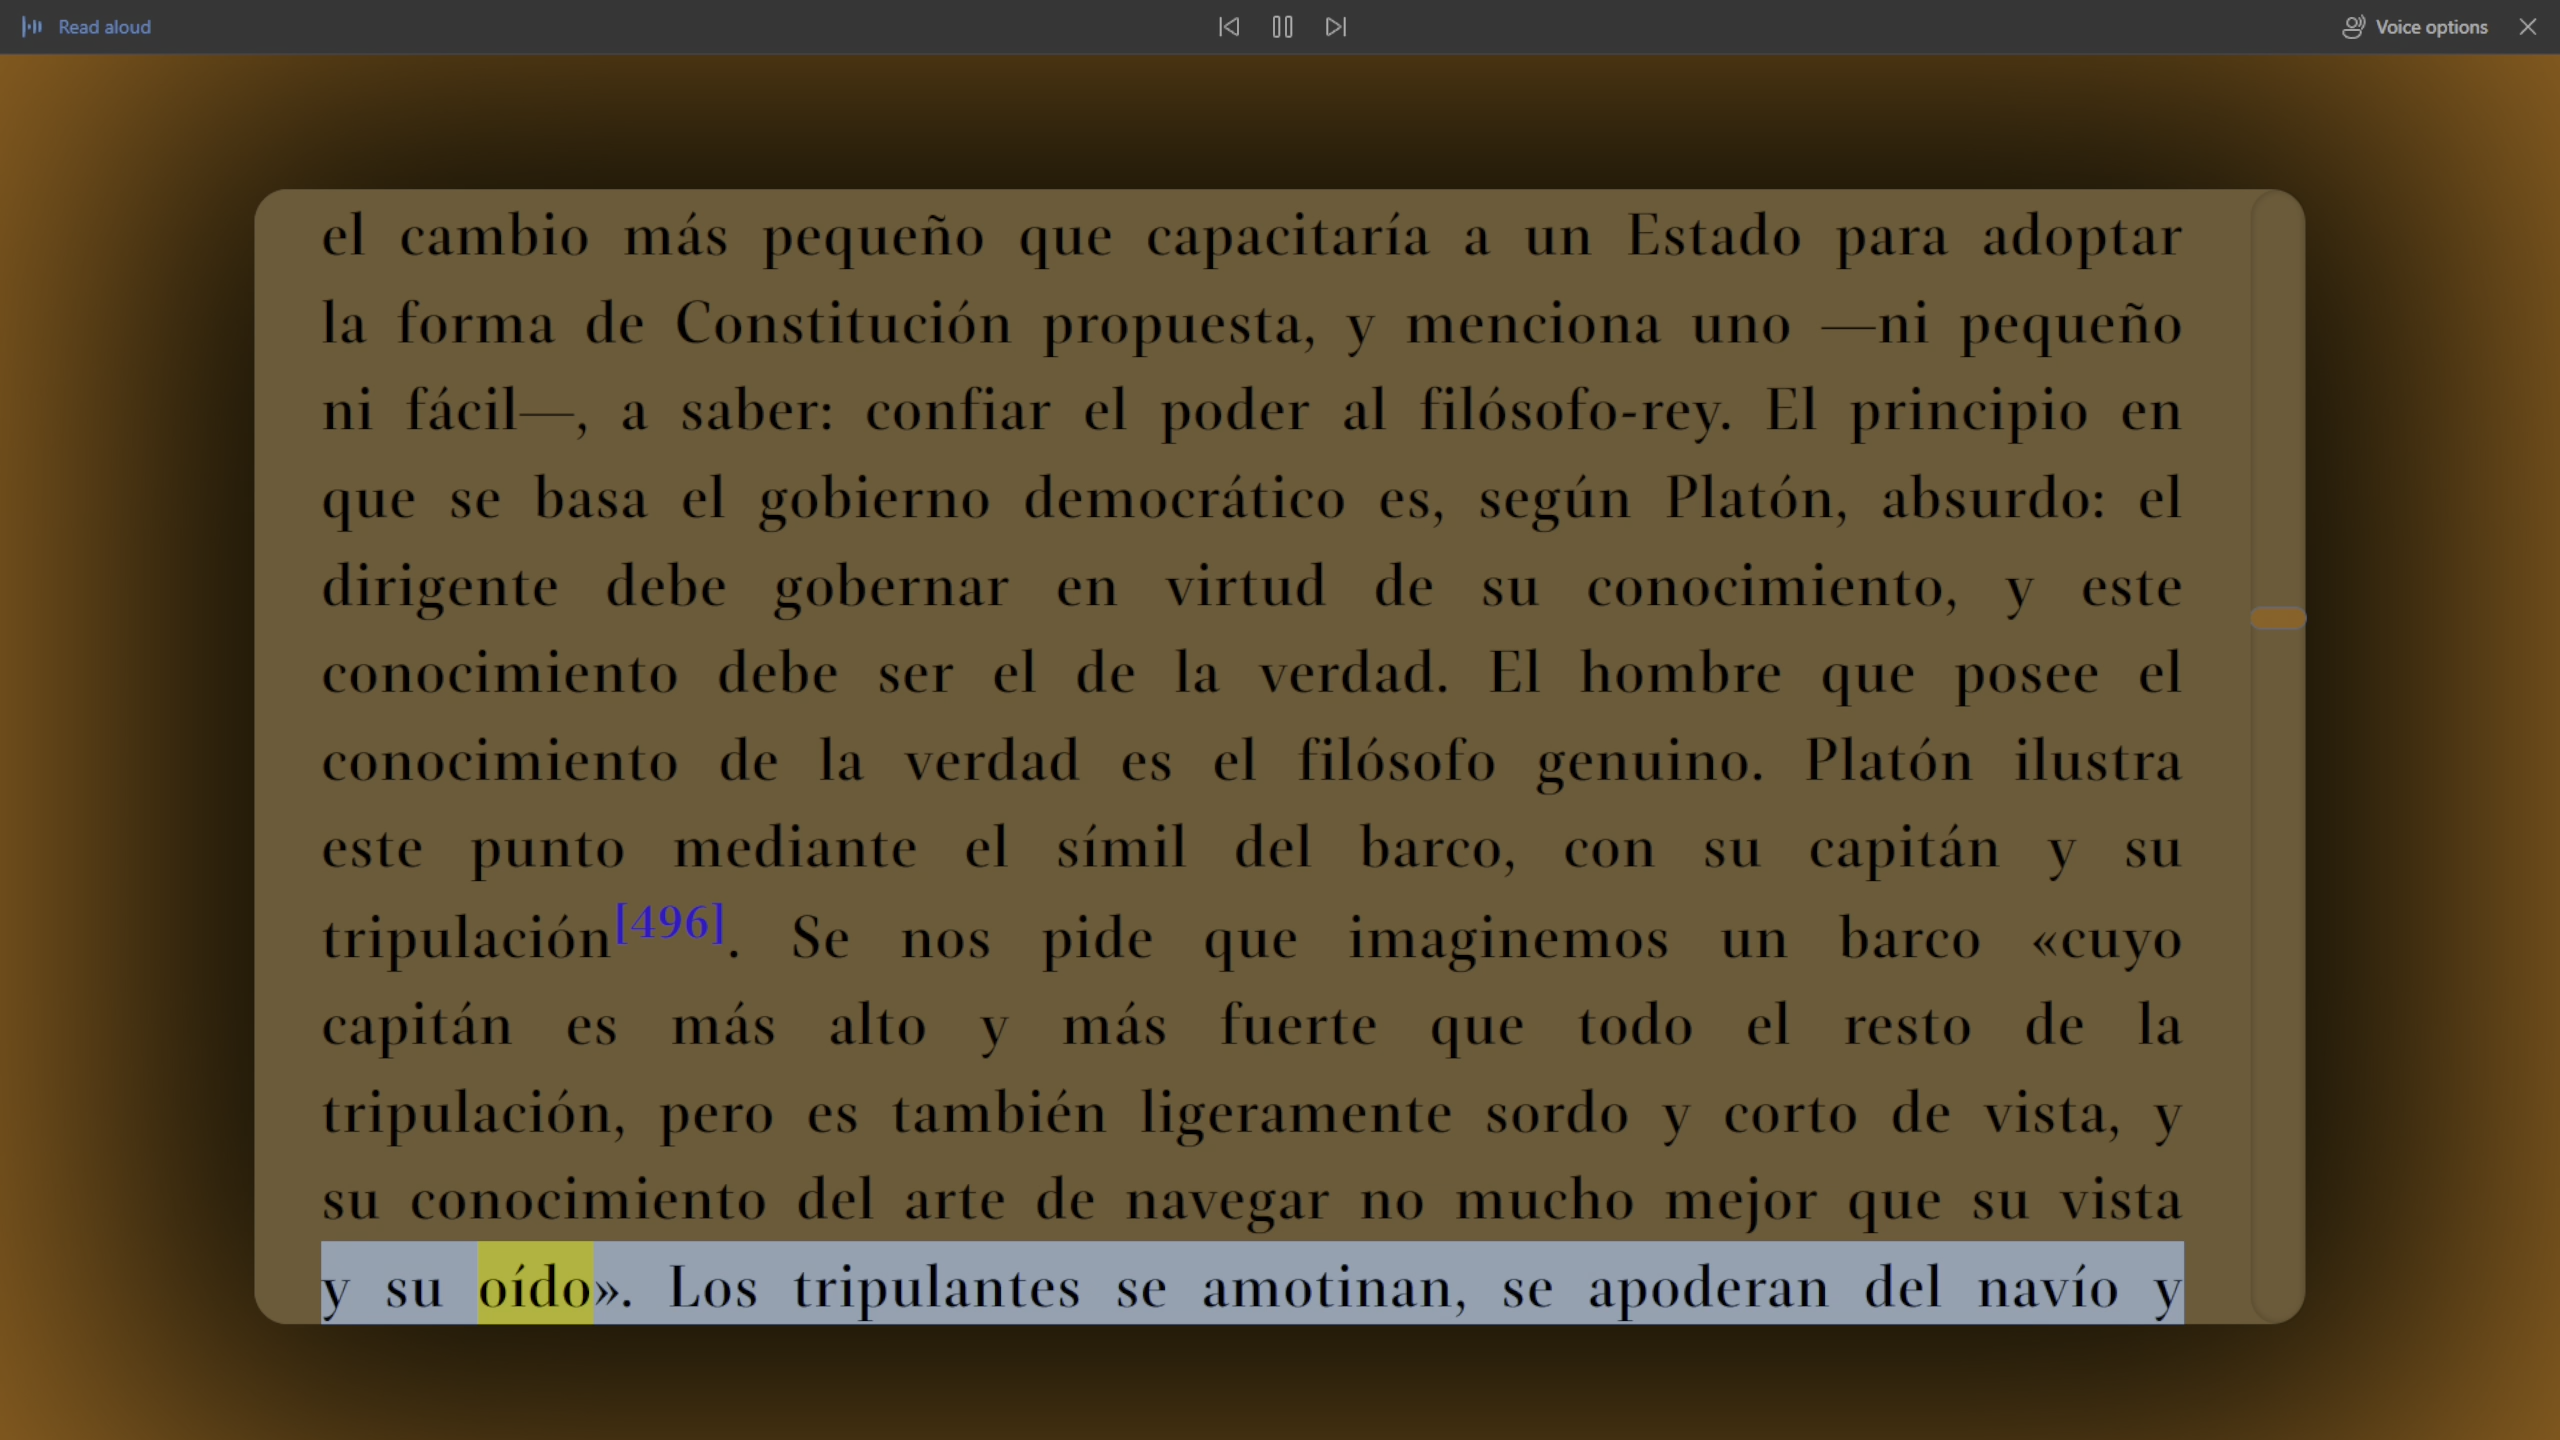 Read aloud
Voice options
el cambio más pequeño que capacitaría a un Estado para adoptar
la forma de Constitución propuesta, y menciona uno —ni pequeño
ni fácil—, a saber: confiar el poder al filósofo-rey. El principio en
que se basa el gobierno democrático es, según Platón, absurdo: el
dirigente debe gobernar en virtud de su conocimiento, y este
conocimiento debe ser el de la verdad. El hombre que posee el
conocimiento de la verdad es el filósofo genuino. Platón ilustra
este punto mediante el símil del barco, con su capitán y su
tripulación[496]. Se nos pide que imaginemos un barco «cuyo
capitán es más alto y más fuerte que todo el resto de la
tripulación, pero es también ligeramente sordo y corto de vista, y
su conocimiento del arte de navegar no mucho mejor que su vista
y su oído». Los tripulantes se amotinan, se apoderan del navío y